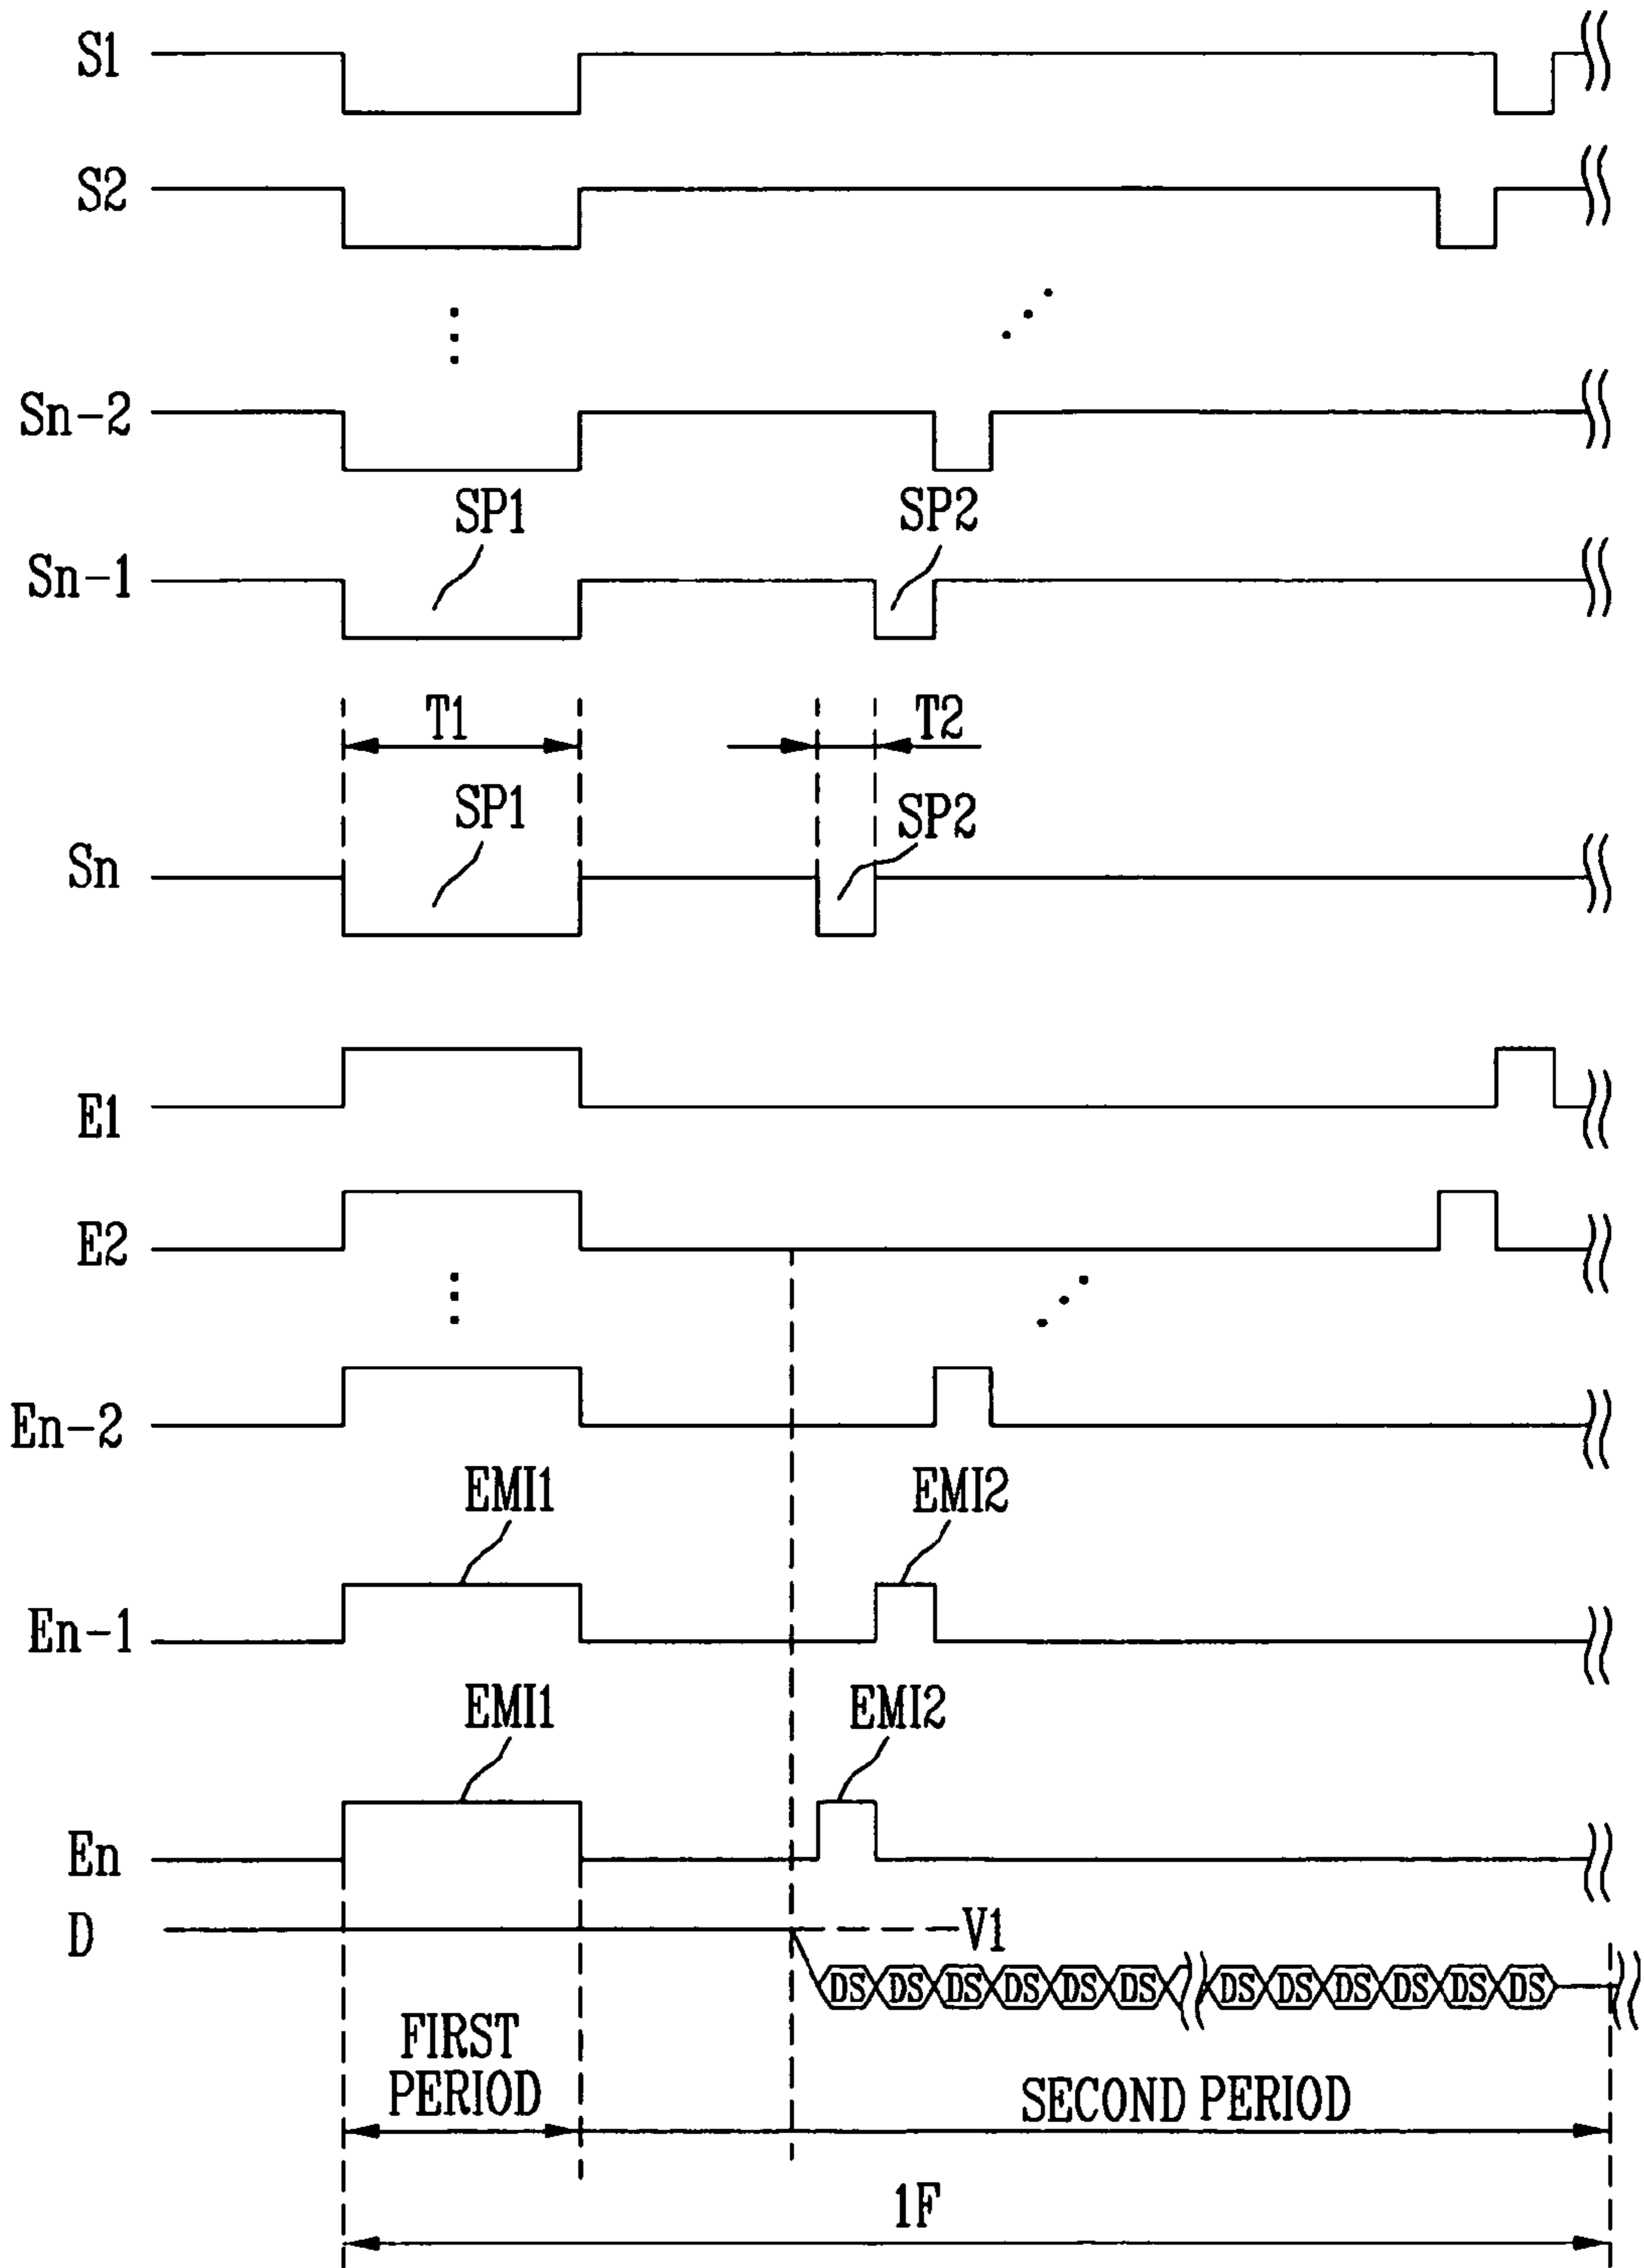 S1
S2
Sn-2
SP1 SP2
Sn-1
T1 T2
SP1 SP2
Sn
E1
E2
En-2
EMI1 EMI2
En-1
EMI1 EMI2
En
D V1
DS DS DS DS DS DS DS DS DS DS DS DS
FIRST
PERIOD
SECOND PERIOD
1F